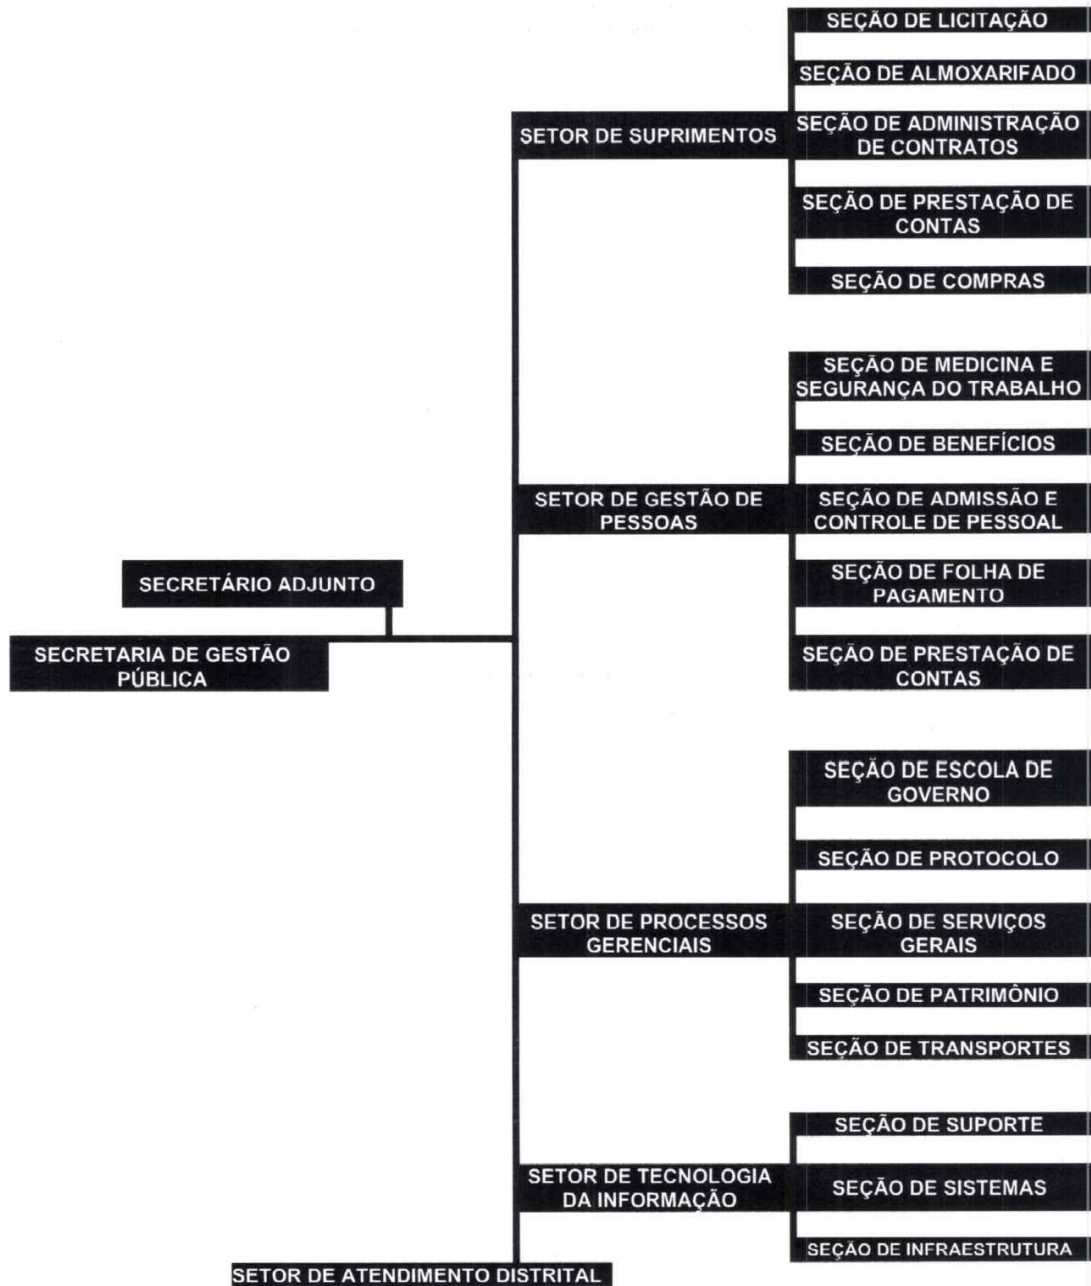 SEÇÃO DE LICITAÇÃO
SEÇÃO DE ALMOXARIFADO
SETOR DE SUPRIMENTOS
SEÇÃO DE ADMINISTRAÇÃO
DE CONTRATOS
SEÇÃO DE PRESTAÇÃO DE
CONTAS
SEÇÃO DE COMPRAS
SEÇÃO DE MEDICINA E
SEGURANÇA DO TRABALHO
SEÇÃO DE BENEFÍCIOS
SETOR DE GESTÃO DE
PESSOAS
SEÇÃO DE ADMISSÃO E
CONTROLE DE PESSOAL
SECRETÁRIO ADJUNTO
SEÇÃO DE FOLHA DE
PAGAMENTO
SECRETARIA DE GESTÃO
PÚBLICA
SEÇÃO DE PRESTAÇÃO DE
CONTAS
SEÇÃO DE ESCOLA DE
GOVERNO
SEÇÃO DE PROTOCOLO
SETOR DE PROCESSOS
GERENCIAIS
SEÇÃO DE SERVIÇOS
GERAIS
SEÇÃO DE PATRIMÔNIO
SEÇÃO DE TRANSPORTES
SEÇÃO DE SUPORTE
SETOR DE TECNOLOGIA
DA INFORMAÇÃO
SEÇÃO DE SISTEMAS
SEÇÃO DE INFRAESTRUTURA
SETOR DE ATENDIMENTO DISTRITAL